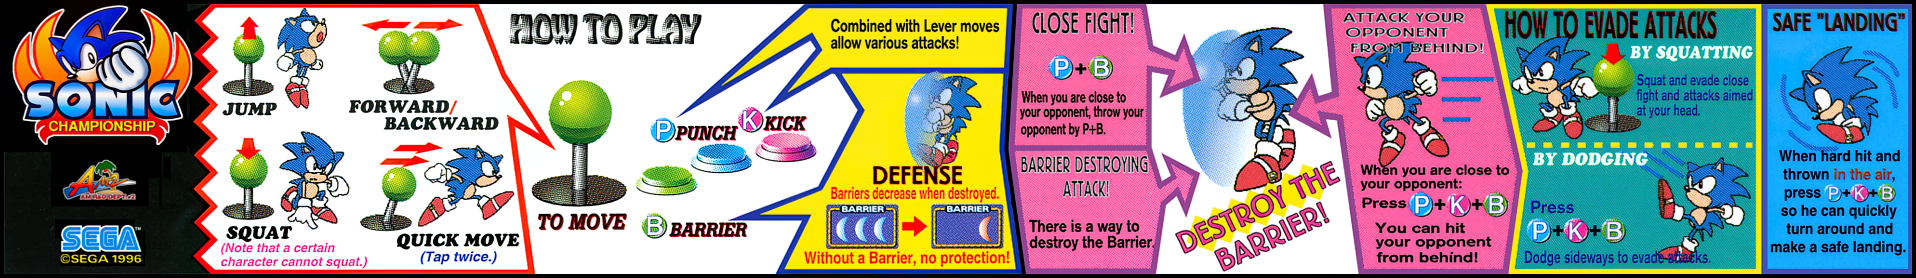 SONIC
CHAMPIONSHIP
AM2
SEGA
©SEGA 1996
JUMP
FORWARD/
BACKWARD
SQUAT
(Note that a certain
character cannot squat.)
QUICK MOVE
(Tap twice.)
HOW TO PLAY
TO MOVE
P PUNCH
K KICK
B BARRIER
Combined with Lever moves
allow various attacks!
DEFENSE
Barriers decrease when destroyed.
BARRIER
BARRIER
Without a Barrier, no protection!
CLOSE FIGHT!
P+B
When you are close to
your opponent, throw your
opponent by P+B.
BARRIER DESTROYING
ATTACK!
There is a way to
destroy the Barrier.
DESTROY THE
BARRIER!
ATTACK YOUR
OPPONENT
FROM BEHIND!
When you are close to
your opponent:
Press P+K+B
You can hit
your opponent
from behind!
HOW TO EVADE ATTACKS
BY SQUATTING
Squat and evade close
fight and attacks aimed
at your head.
BY DODGING
Press
P+K+B
Dodge sideways to evade attacks.
SAFE "LANDING"
When hard hit and
thrown in the air,
press P+K+B
so he can quickly
turn around and
make a safe landing.